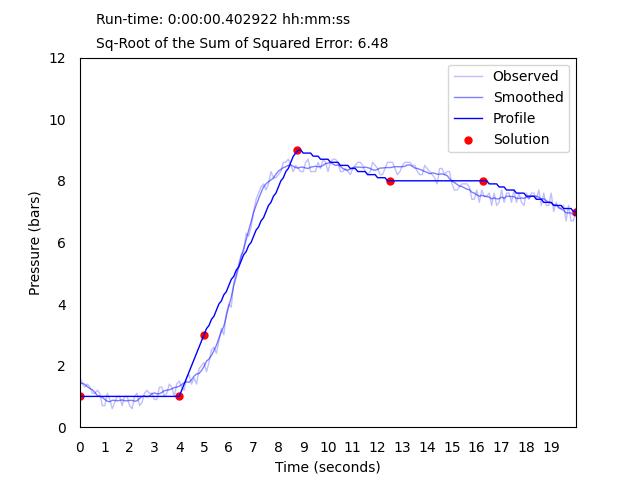 Run-time: 0:00:00.402922 hh:mm:ss
Sq-Root of the Sum of Squared Error: 6.48
Observed
Smoothed
Profile
Solution
12
10
8
6
4
2
0
Pressure (bars)
0 1 2 3 4 5 6 7 8 9 10 11 12 13 14 15 16 17 18 19
Time (seconds)